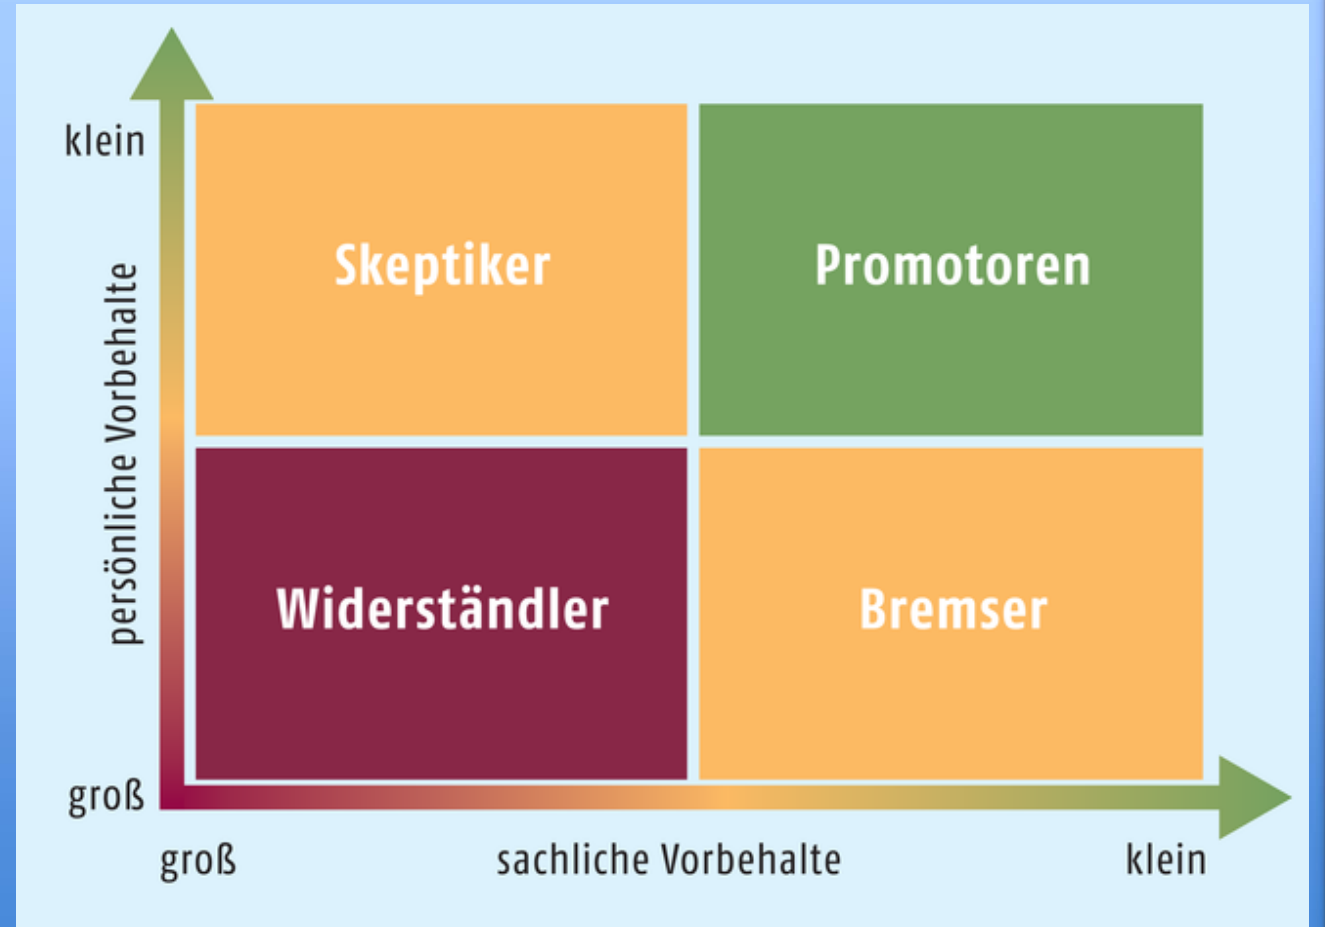 klein
Skeptiker
Promotoren
persönliche Vorbehalte
Widerständler
Bremser
groß
groß
sachliche Vorbehalte
klein